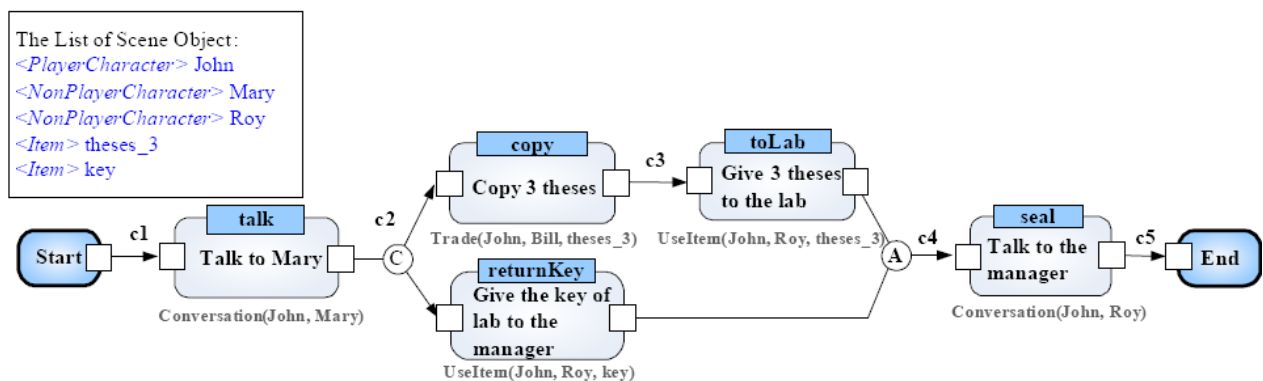 The List of Scene Object:
<PlayerCharacter> John
<NonPlayerCharacter> Mary
<NonPlayerCharacter> Roy
<Item> theses_3
<Item> key
Start
c1
talk
Talk to Mary
Conversation(John, Mary)
c2
C
copy
Copy 3 theses
Trade(John, Bill, theses_3)
c3
toLab
Give 3 theses
to the lab
UseItem(John, Roy, theses_3)
returnKey
Give the key of
lab to the
manager
UseItem(John, Roy, key)
A
c4
seal
Talk to the
manager
Conversation(John, Roy)
c5
End